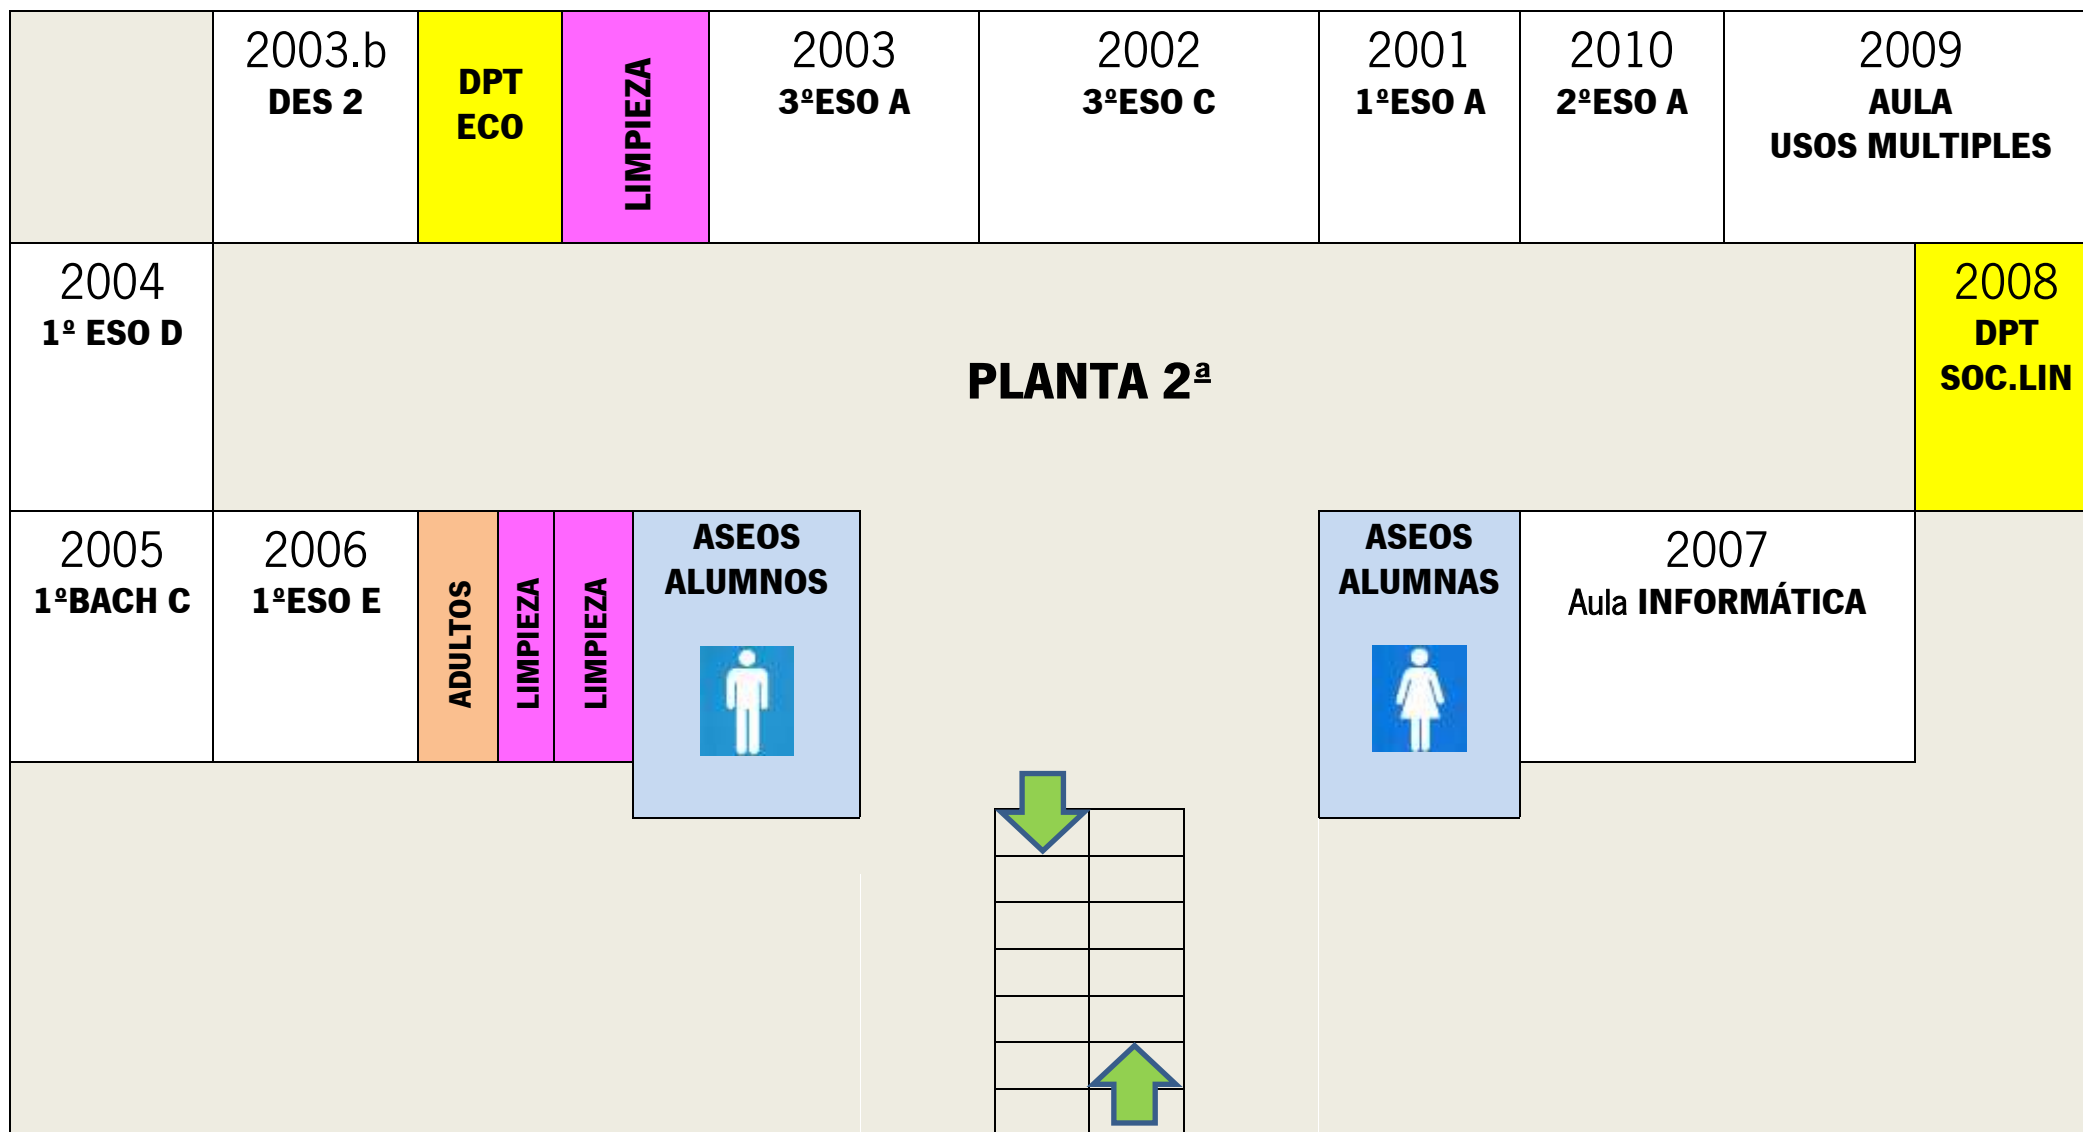 2003.b
DES 2
DPT
ECO
LIMPIEZA
2003
3ºESO A
2002
3ºESO C
2001
1ºESO A
2010
2ºESO A
2009
AULA
USOS MULTIPLES
2004
1º ESO D
PLANTA 2ª
2008
DPT
SOC.LIN
2005
1ºBACH C
2006
1ºESO E
ADULTOS
LIMPIEZA
LIMPIEZA
ASEOS
ALUMNOS
ASEOS
ALUMNAS
2007
Aula INFORMÁTICA